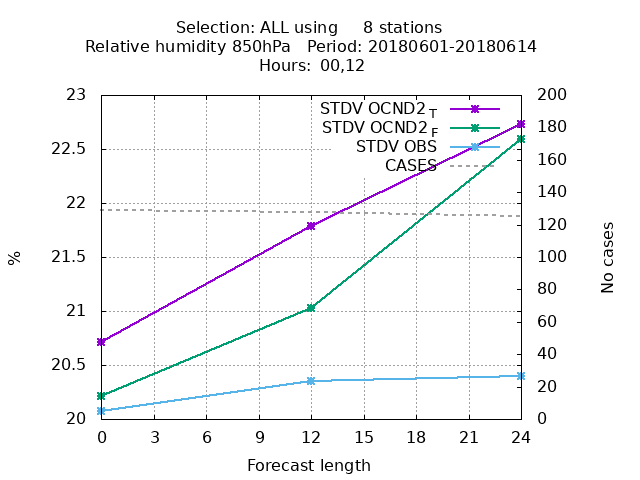 Selection: ALL using     8 stations
Relative humidity 850hPa   Period: 20180601-20180614
Hours:  00,12
STDV OCND2 T
STDV OCND2 F
STDV OBS
CASES
23
22.5
22
21.5
21
20.5
20
%
200
180
160
140
120
100
80
60
40
20
0
No cases
0 3 6 9 12 15 18 21 24
Forecast length